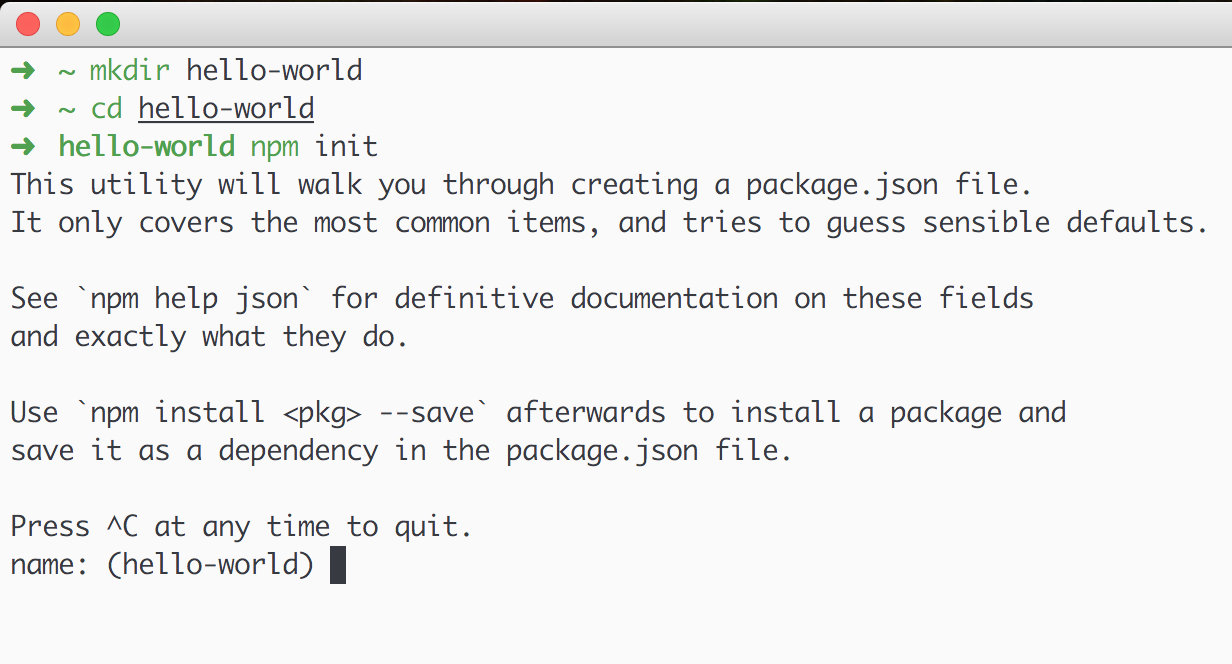 ➜ ~ mkdir hello-world
➜ ~ cd hello-world
➜ hello-world npm init
This utility will walk you through creating a package.json file.
It only covers the most common items, and tries to guess sensible defaults.
See `npm help json` for definitive documentation on these fields
and exactly what they do.
Use `npm install <pkg> --save` afterwards to install a package and
save it as a dependency in the package.json file.
Press ^C at any time to quit.
name: (hello-world)